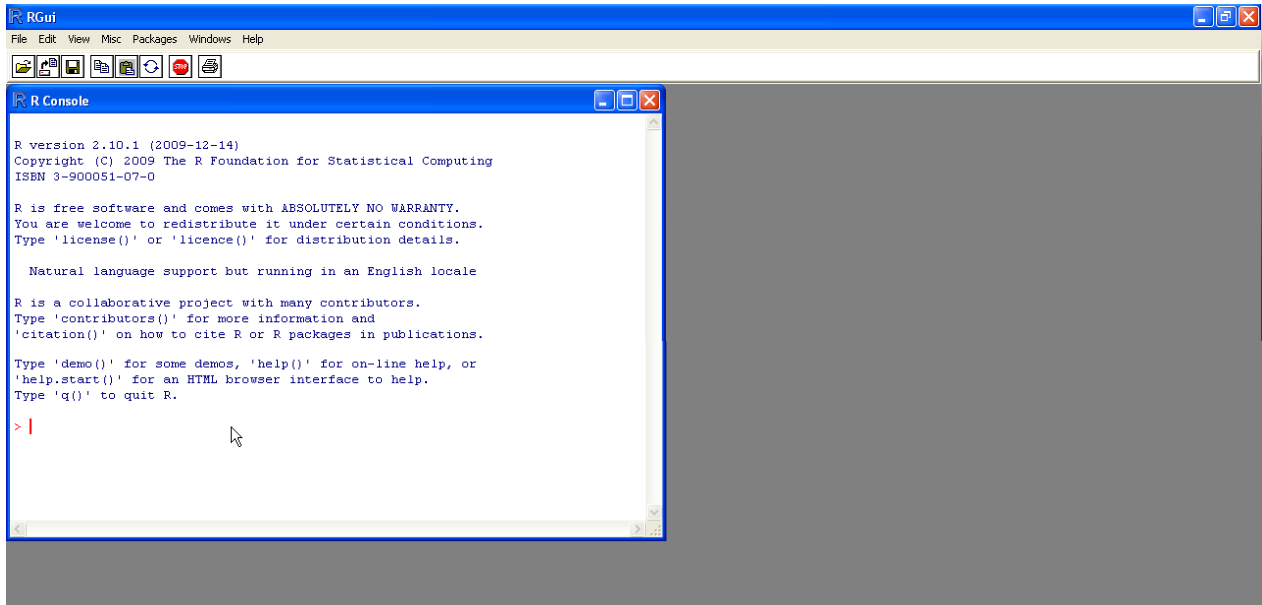 RGui
File Edit View Misc Packages Windows Help
STOP
R Console
R version 2.10.1 (2009-12-14)
Copyright (C) 2009 The R Foundation for Statistical Computing
ISBN 3-900051-07-0
R is free software and comes with ABSOLUTELY NO WARRANTY.
You are welcome to redistribute it under certain conditions.
Type 'license()' or 'licence()' for distribution details.
Natural language support but running in an English locale
R is a collaborative project with many contributors.
Type 'contributors()' for more information and
'citation()' on how to cite R or R packages in publications.
Type 'demo()' for some demos, 'help()' for on-line help, or
'help.start()' for an HTML browser interface to help.
Type 'q()' to quit R.
>